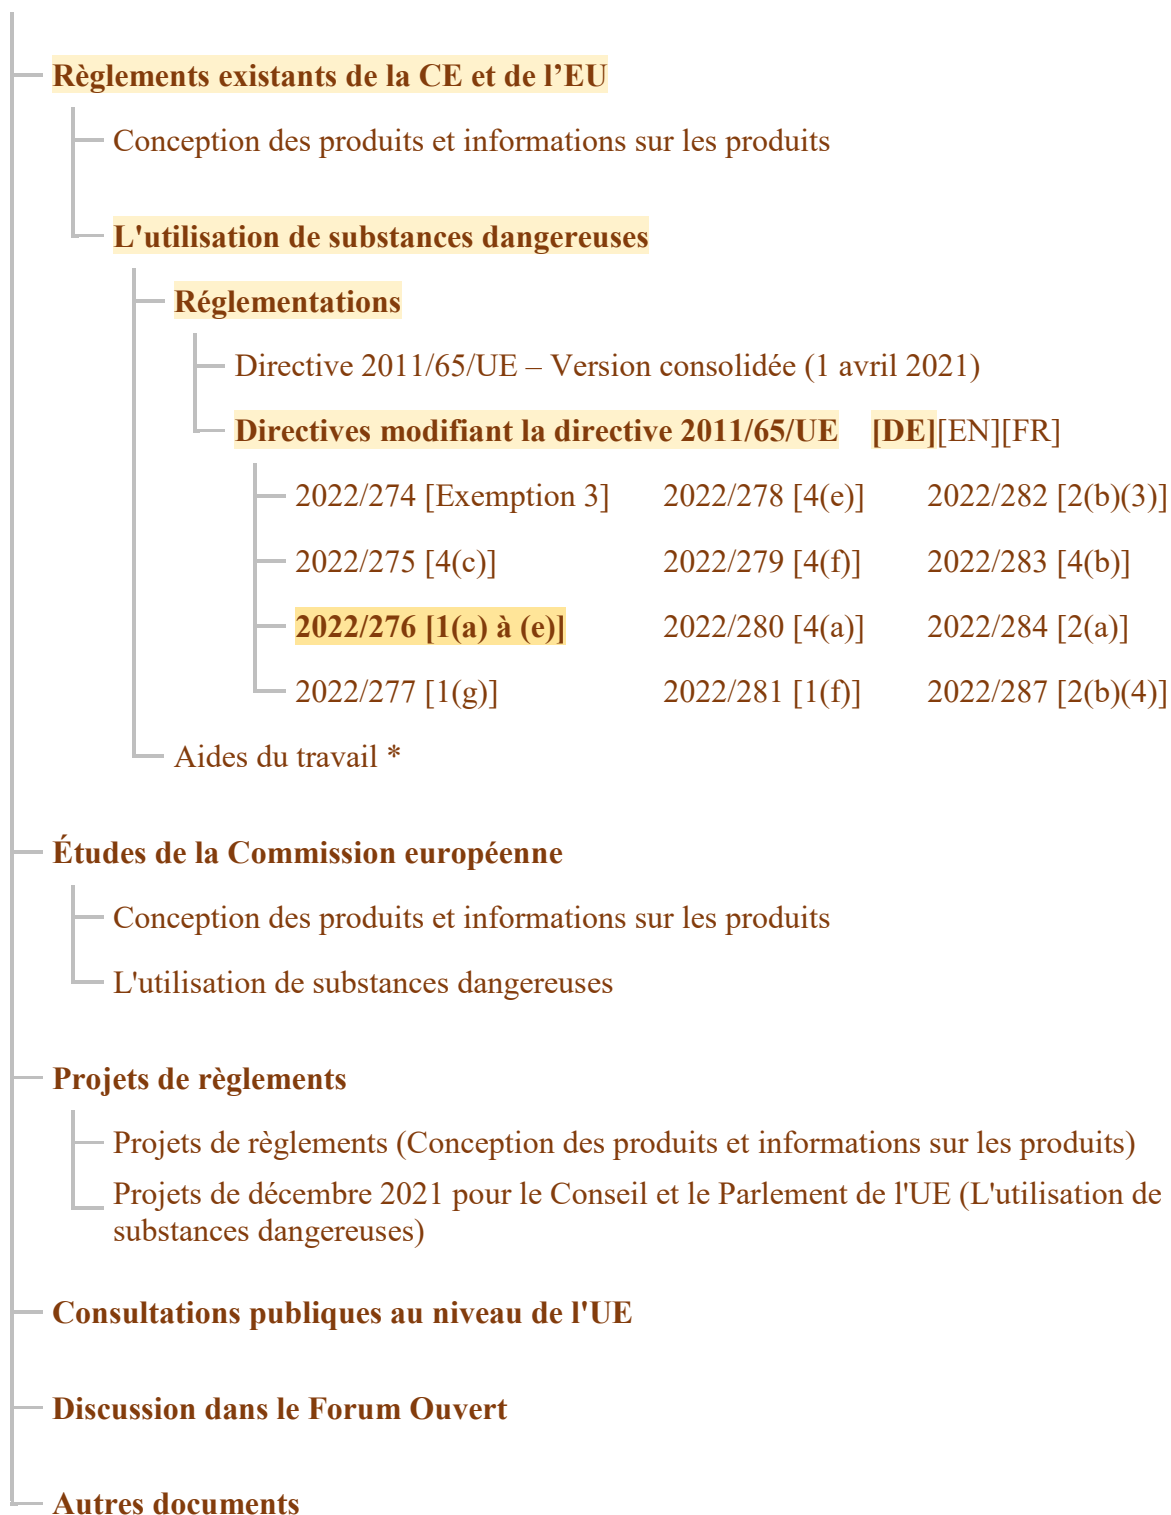 Règlements existants de la CE et de l’EU
Conception des produits et informations sur les produits
L'utilisation de substances dangereuses
Réglementations
Directive 2011/65/UE – Version consolidée (1 avril 2021)
Directives modifiant la directive 2011/65/UE [DE][EN][FR]
2022/274 [Exemption 3] 2022/278 [4(e)] 2022/282 [2(b)(3)]
2022/275 [4(c)] 2022/279 [4(f)] 2022/283 [4(b)]
2022/276 [1(a) à (e)] 2022/280 [4(a)] 2022/284 [2(a)]
2022/277 [1(g)] 2022/281 [1(f)] 2022/287 [2(b)(4)]
Aides du travail *
Études de la Commission européenne
Conception des produits et informations sur les produits
L'utilisation de substances dangereuses
Projets de règlements
Projets de règlements (Conception des produits et informations sur les produits)
Projets de décembre 2021 pour le Conseil et le Parlement de l'UE (L'utilisation de
substances dangereuses)
Consultations publiques au niveau de l'UE
Discussion dans le Forum Ouvert
Autres documents